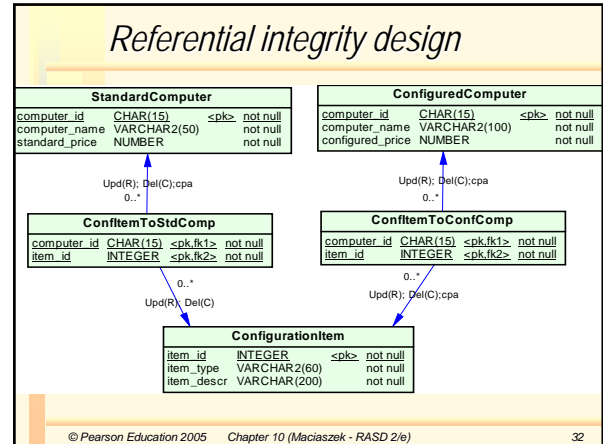 Referential integrity design
StandardComputer
computer_id CHAR(15) <pk> not null
computer_name VARCHAR2(50) not null
standard_price NUMBER not null
ConfiguredComputer
computer_id CHAR(15) <pk> not null
computer_name VARCHAR2(100) not null
configured_price NUMBER not null
Upd(R); Del(C);cpa
0..*
Upd(R); Del(C);cpa
0..*
ConfItemToStdComp
computer_id CHAR(15) <pk,fk1> not null
item_id INTEGER <pk,fk2> not null
ConfItemToConfComp
computer_id CHAR(15) <pk,fk1> not null
item_id INTEGER <pk,fk2> not null
0..*
Upd(R); Del(C)
0..*
Upd(R); Del(C);cpa
ConfigurationItem
item_id INTEGER <pk> not null
item_type VARCHAR2(60) not null
item_descr VARCHAR(200) not null
© Pearson Education 2005 Chapter 10 (Maciaszek - RASD 2/e) 32